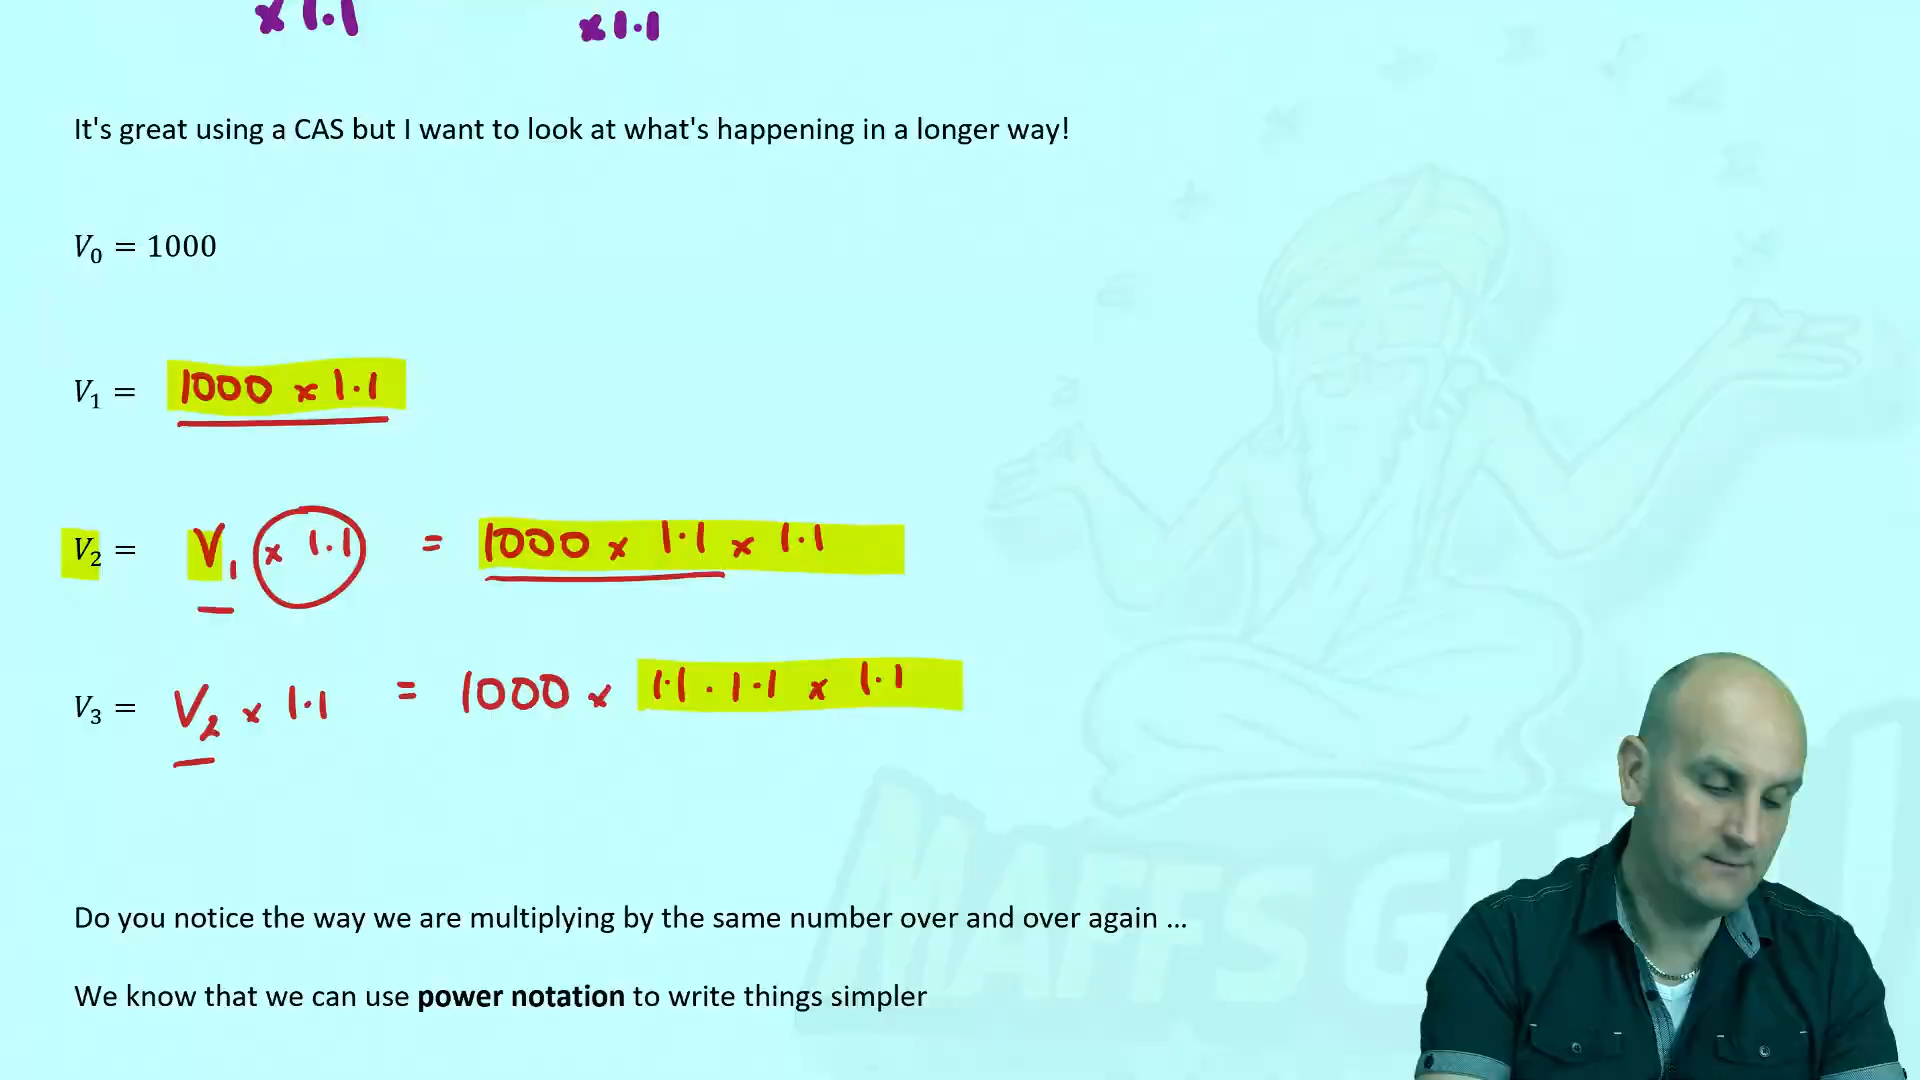 x 1.1 x 1.1
It's great using a CAS but I want to look at what's happening in a longer way!
V₀ = 1000
V₁ = 1000 x 1.1
V₂ = V₁ x 1.1 = 1000 x 1.1 x 1.1
V₃ = V₂ x 1.1 = 1000 x 1.1 . 1.1 x 1.1
Do you notice the way we are multiplying by the same number over and over again ...
We know that we can use power notation to write things simpler
MAFFS GU